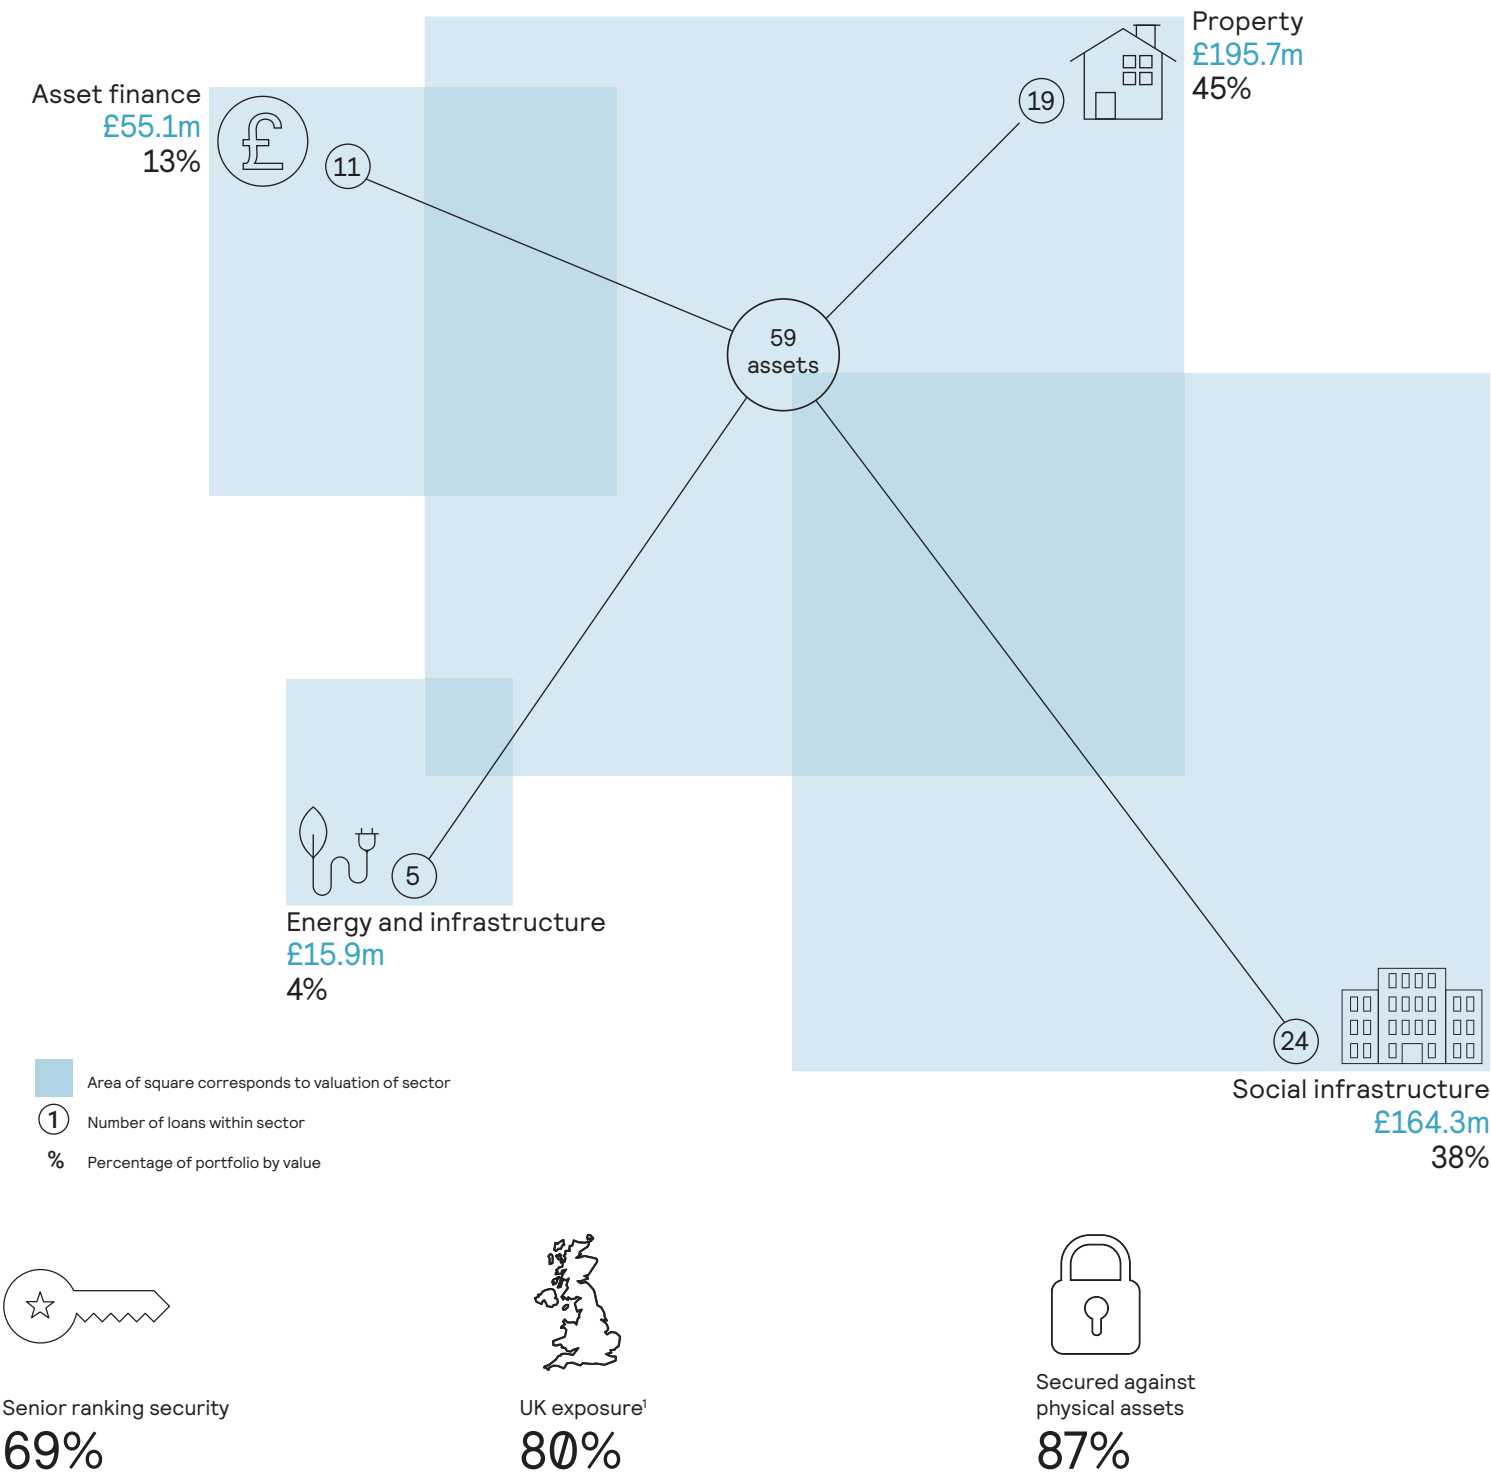 Property
£195.7m
45%
19
Asset finance
£55.1m
13%
£
11
59
assets
5
Energy and infrastructure
£15.9m
4%
24
Social infrastructure
£164.3m
38%
Area of square corresponds to valuation of sector
1 Number of loans within sector
% Percentage of portfolio by value
Senior ranking security
69%
UK exposure¹
80%
Secured against
physical assets
87%